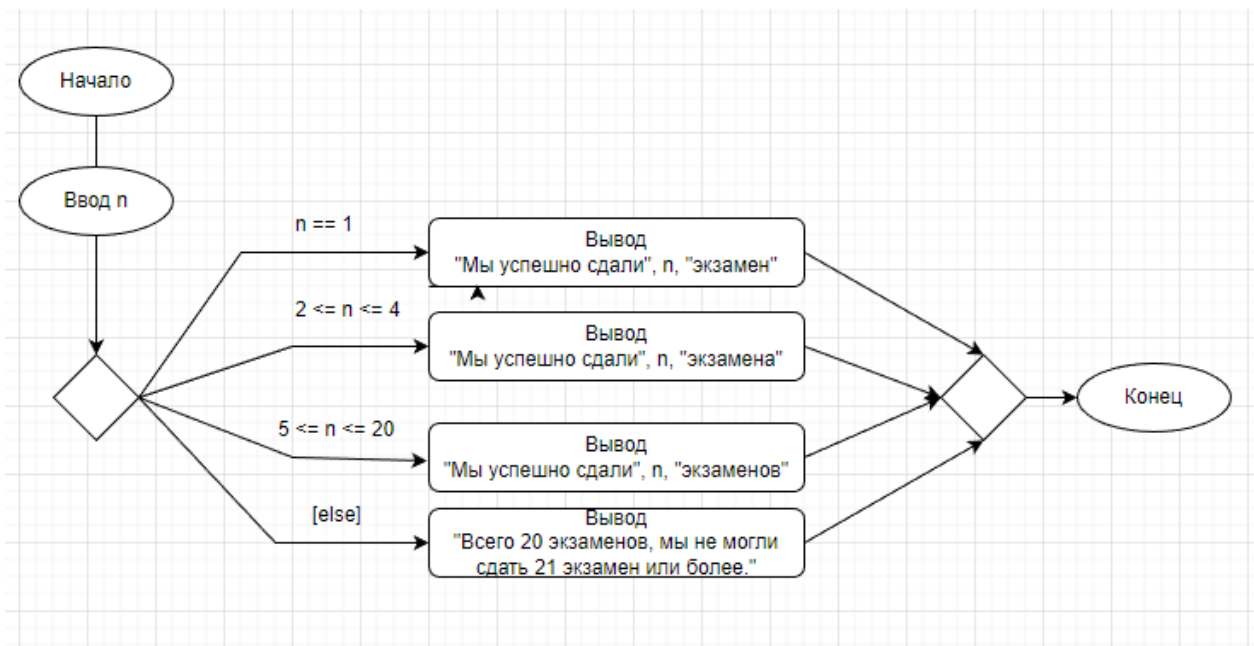 Начало
Ввод n
n == 1
Вывод
"Мы успешно сдали", n, "экзамен"
2 <= n <= 4
Вывод
"Мы успешно сдали", n, "экзамена"
5 <= n <= 20
Вывод
"Мы успешно сдали", n, "экзаменов"
[else]
Вывод
"Всего 20 экзаменов, мы не могли
сдать 21 экзамен или более."
Конец